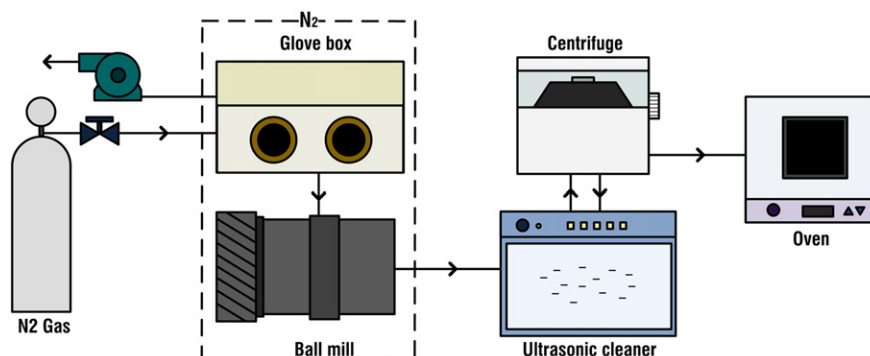 N2
Glove box
Centrifuge
Oven
N2 Gas
Ball mill
Ultrasonic cleaner